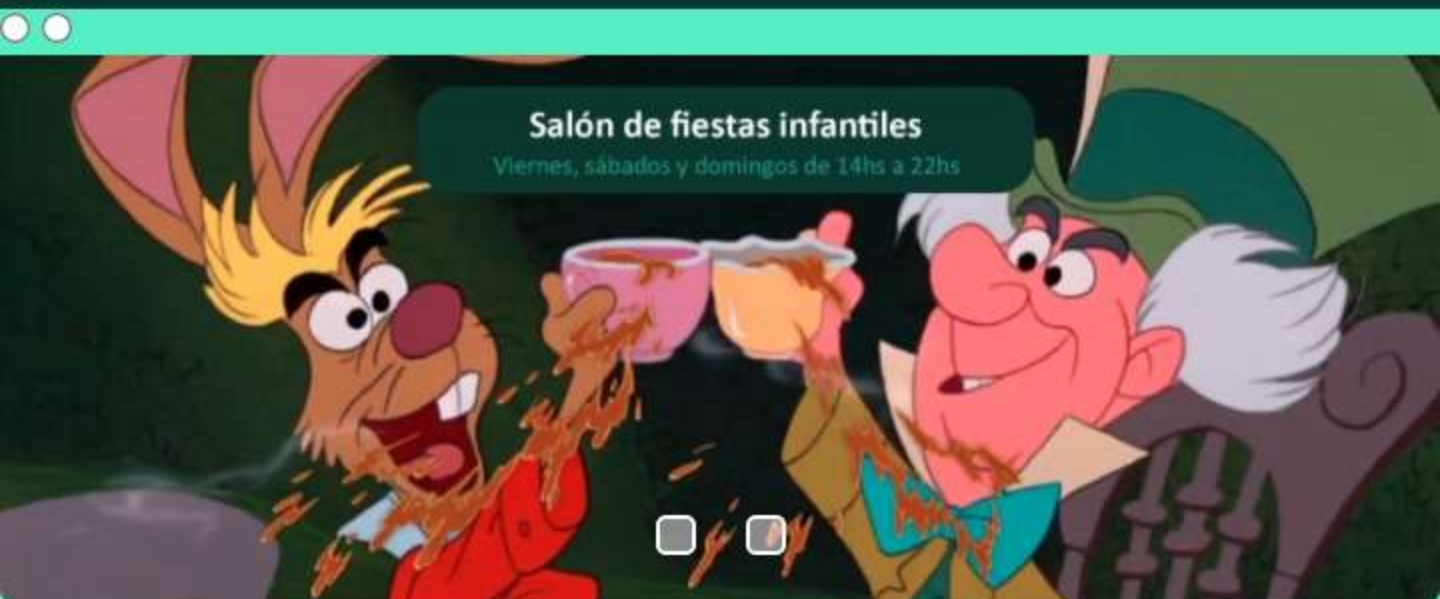 Salón de fiestas infantiles
Viernes, sábados y domingos de 14hs a 22hs